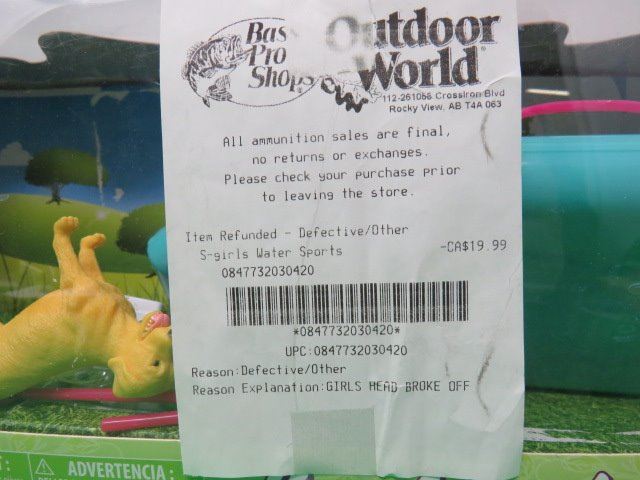 Bass Pro Shops
Outdoor World®
112-261055 CrossIron Blvd
Rocky View, AB T4A 0G3
All ammunition sales are final,
no returns or exchanges.
Please check your purchase prior
to leaving the store.
Item Refunded - Defective/Other
S-girls Water Sports -CA$19.99
0847732030420
*0847732030420*
UPC:0847732030420
Reason:Defective/Other
Reason Explanation:GIRLS HEAD BROKE OFF
ADVERTENCIA: